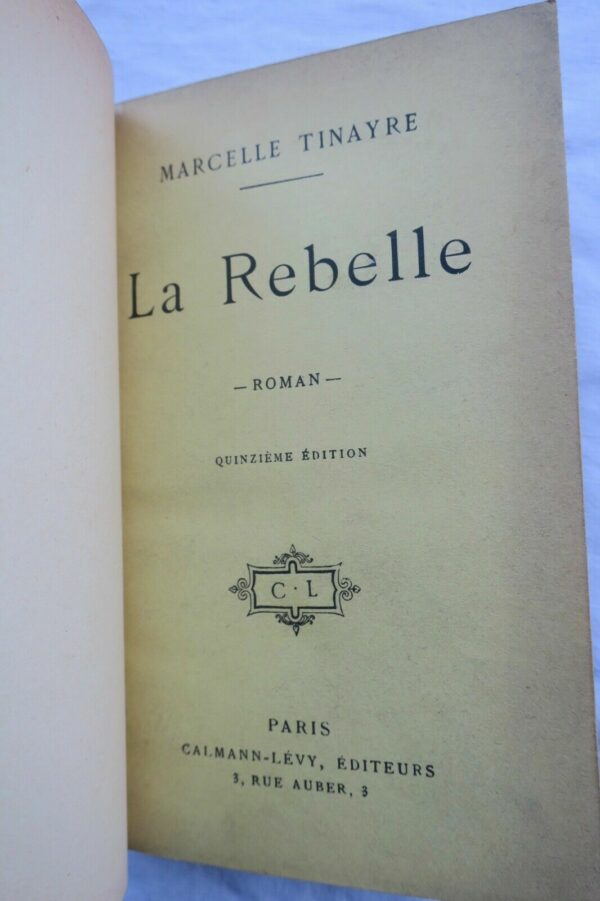 MARCELLE TINAYRE
La Rebelle
— ROMAN —
QUINZIÈME ÉDITION
C · L
PARIS
CALMANN-LÉVY, ÉDITEURS
3, RUE AUBER, 3